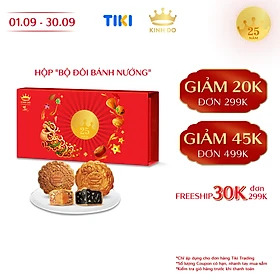 01.09 - 30.09
TIKI
KINH ĐÔ
25
NĂM
HỘP "BỘ ĐÔI BÁNH NƯỚNG"
25
GIẢM 20K
ĐƠN 299K
GIẢM 45K
ĐƠN 499K
FREESHIP 30K đơn 299K
*Chỉ áp dụng cho đơn hàng Tiki Trading
*Số lượng Coupon có hạn, nhanh tay mua sắm
*Kiểm tra giỏ hàng trước khi thanh toán